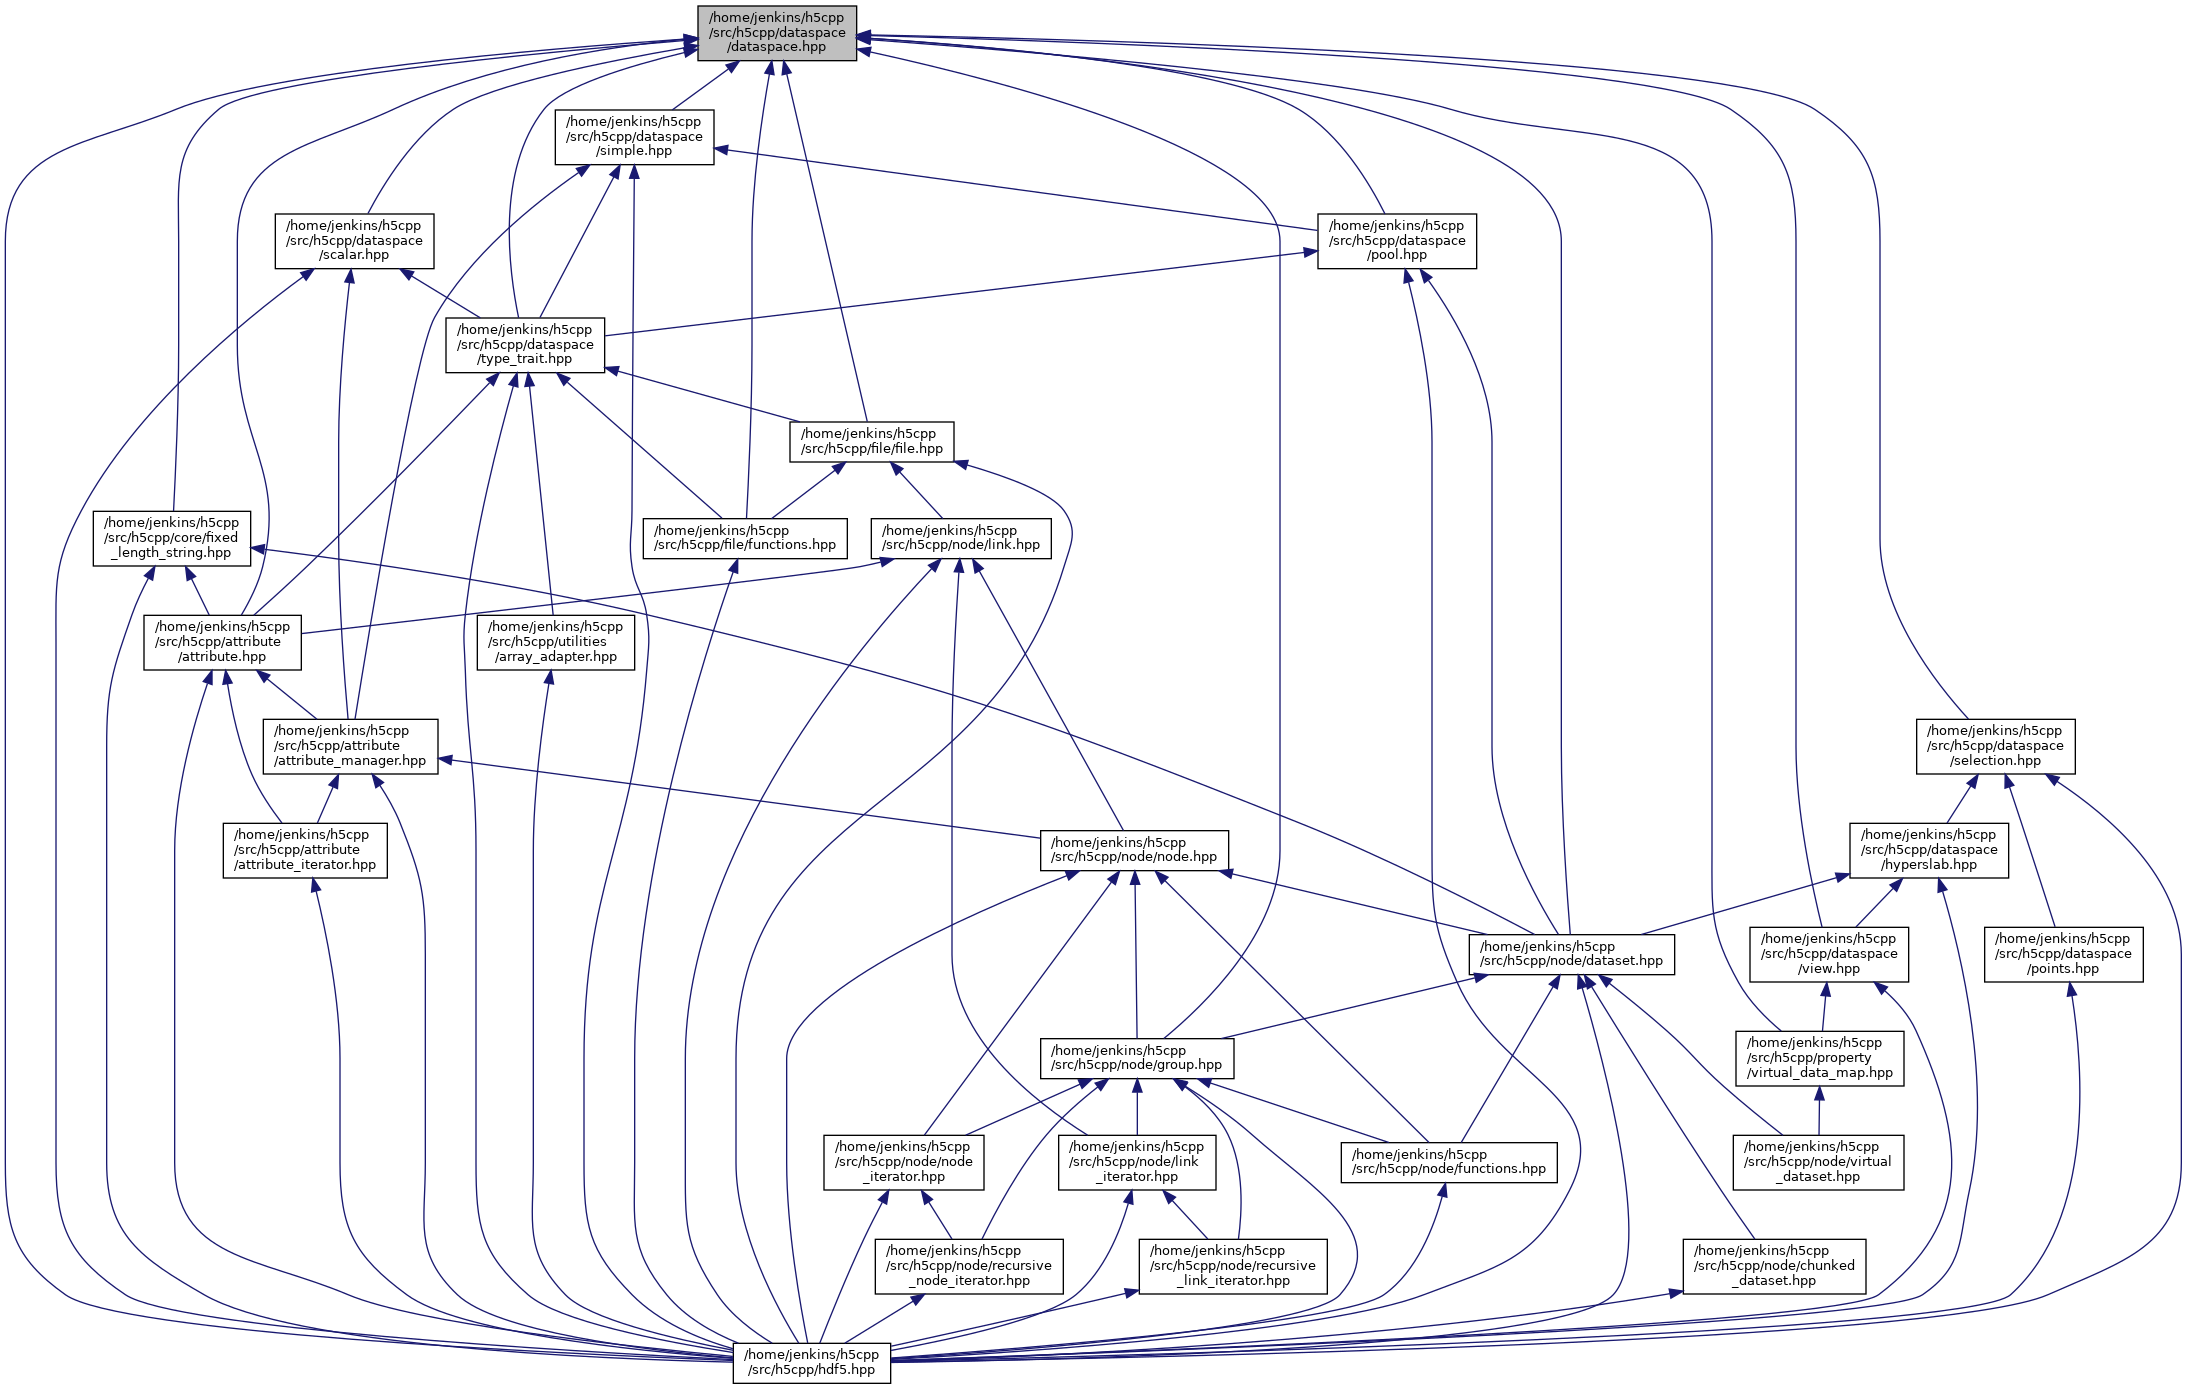 /home/jenkins/h5cpp
/src/h5cpp/dataspace
/dataspace.hpp
/home/jenkins/h5cpp
/src/h5cpp/dataspace
/simple.hpp
/home/jenkins/h5cpp
/src/h5cpp/dataspace
/scalar.hpp
/home/jenkins/h5cpp
/src/h5cpp/dataspace
/pool.hpp
/home/jenkins/h5cpp
/src/h5cpp/dataspace
/type_trait.hpp
/home/jenkins/h5cpp
/src/h5cpp/file/file.hpp
/home/jenkins/h5cpp
/src/h5cpp/core/fixed
_length_string.hpp
/home/jenkins/h5cpp
/src/h5cpp/file/functions.hpp
/home/jenkins/h5cpp
/src/h5cpp/node/link.hpp
/home/jenkins/h5cpp
/src/h5cpp/attribute
/attribute.hpp
/home/jenkins/h5cpp
/src/h5cpp/utilities
/array_adapter.hpp
/home/jenkins/h5cpp
/src/h5cpp/attribute
/attribute_manager.hpp
/home/jenkins/h5cpp
/src/h5cpp/dataspace
/selection.hpp
/home/jenkins/h5cpp
/src/h5cpp/attribute
/attribute_iterator.hpp
/home/jenkins/h5cpp
/src/h5cpp/node/node.hpp
/home/jenkins/h5cpp
/src/h5cpp/dataspace
/hyperslab.hpp
/home/jenkins/h5cpp
/src/h5cpp/node/dataset.hpp
/home/jenkins/h5cpp
/src/h5cpp/dataspace
/view.hpp
/home/jenkins/h5cpp
/src/h5cpp/dataspace
/points.hpp
/home/jenkins/h5cpp
/src/h5cpp/node/group.hpp
/home/jenkins/h5cpp
/src/h5cpp/property
/virtual_data_map.hpp
/home/jenkins/h5cpp
/src/h5cpp/node/node
_iterator.hpp
/home/jenkins/h5cpp
/src/h5cpp/node/link
_iterator.hpp
/home/jenkins/h5cpp
/src/h5cpp/node/functions.hpp
/home/jenkins/h5cpp
/src/h5cpp/node/virtual
_dataset.hpp
/home/jenkins/h5cpp
/src/h5cpp/node/recursive
_node_iterator.hpp
/home/jenkins/h5cpp
/src/h5cpp/node/recursive
_link_iterator.hpp
/home/jenkins/h5cpp
/src/h5cpp/node/chunked
_dataset.hpp
/home/jenkins/h5cpp
/src/h5cpp/hdf5.hpp